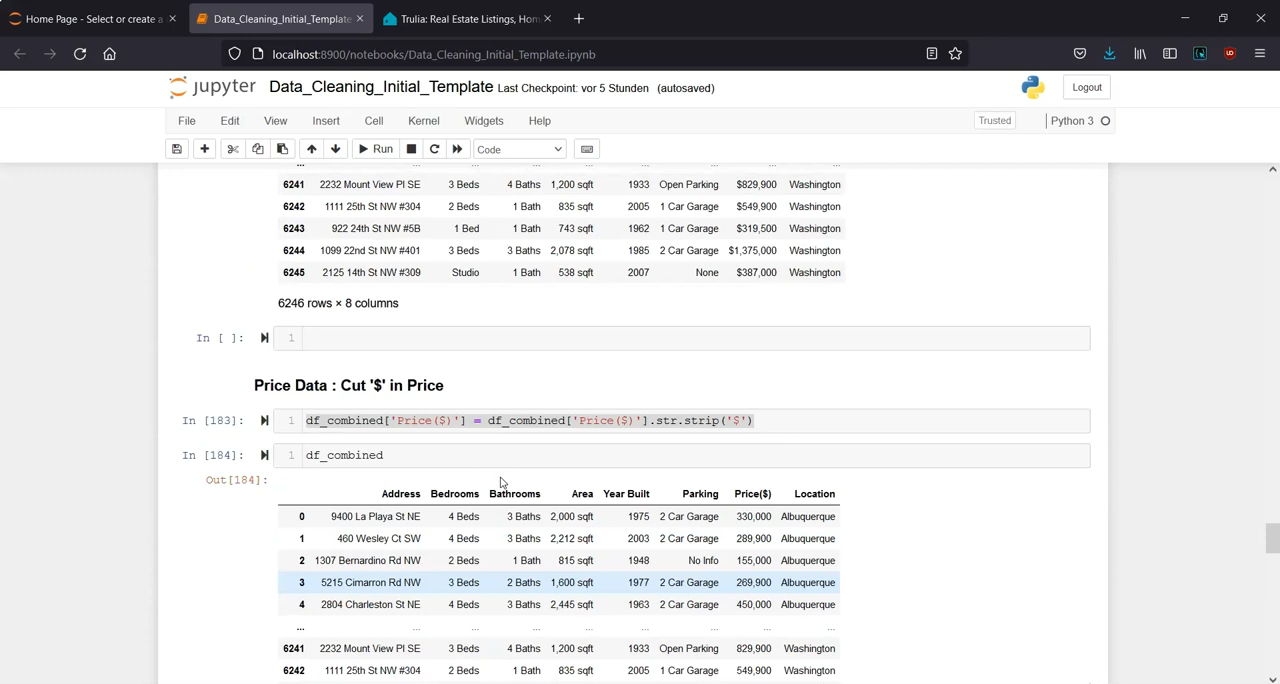 Home Page - Select or create a
Data_Cleaning_Initial_Template
Trulia: Real Estate Listings, Hom
localhost:8900/notebooks/Data_Cleaning_Initial_Template.ipynb
jupyter Data_Cleaning_Initial_Template Last Checkpoint: vor 5 Stunden (autosaved)
Logout
File Edit View Insert Cell Kernel Widgets Help
Trusted Python 3
Run Code
... ... ... ... ... ... ... ... ...
6241 2232 Mount View Pl SE 3 Beds 4 Baths 1,200 sqft 1933 Open Parking $829,900 Washington
6242 1111 25th St NW #304 2 Beds 1 Bath 835 sqft 2005 1 Car Garage $549,900 Washington
6243 922 24th St NW #5B 1 Bed 1 Bath 743 sqft 1962 1 Car Garage $319,500 Washington
6244 1099 22nd St NW #401 3 Beds 3 Baths 2,078 sqft 1985 2 Car Garage $1,375,000 Washington
6245 2125 14th St NW #309 Studio 1 Bath 538 sqft 2007 None $387,000 Washington
6246 rows × 8 columns
In [ ]: 1
Price Data : Cut '$' in Price
In [183]: 1 df_combined['Price($)'] = df_combined['Price($)'].str.strip('$')
In [184]: 1 df_combined
Out[184]:
Address Bedrooms Bathrooms Area Year Built Parking Price($) Location
0 9400 La Playa St NE 4 Beds 3 Baths 2,000 sqft 1975 2 Car Garage 330,000 Albuquerque
1 460 Wesley Ct SW 4 Beds 3 Baths 2,212 sqft 2003 2 Car Garage 289,900 Albuquerque
2 1307 Bernardino Rd NW 2 Beds 1 Bath 815 sqft 1948 No Info 155,000 Albuquerque
3 5215 Cimarron Rd NW 3 Beds 2 Baths 1,600 sqft 1977 2 Car Garage 269,900 Albuquerque
4 2804 Charleston St NE 4 Beds 3 Baths 2,445 sqft 1963 2 Car Garage 450,000 Albuquerque
... ... ... ... ... ... ... ... ...
6241 2232 Mount View Pl SE 3 Beds 4 Baths 1,200 sqft 1933 Open Parking 829,900 Washington
6242 1111 25th St NW #304 2 Beds 1 Bath 835 sqft 2005 1 Car Garage 549,900 Washington